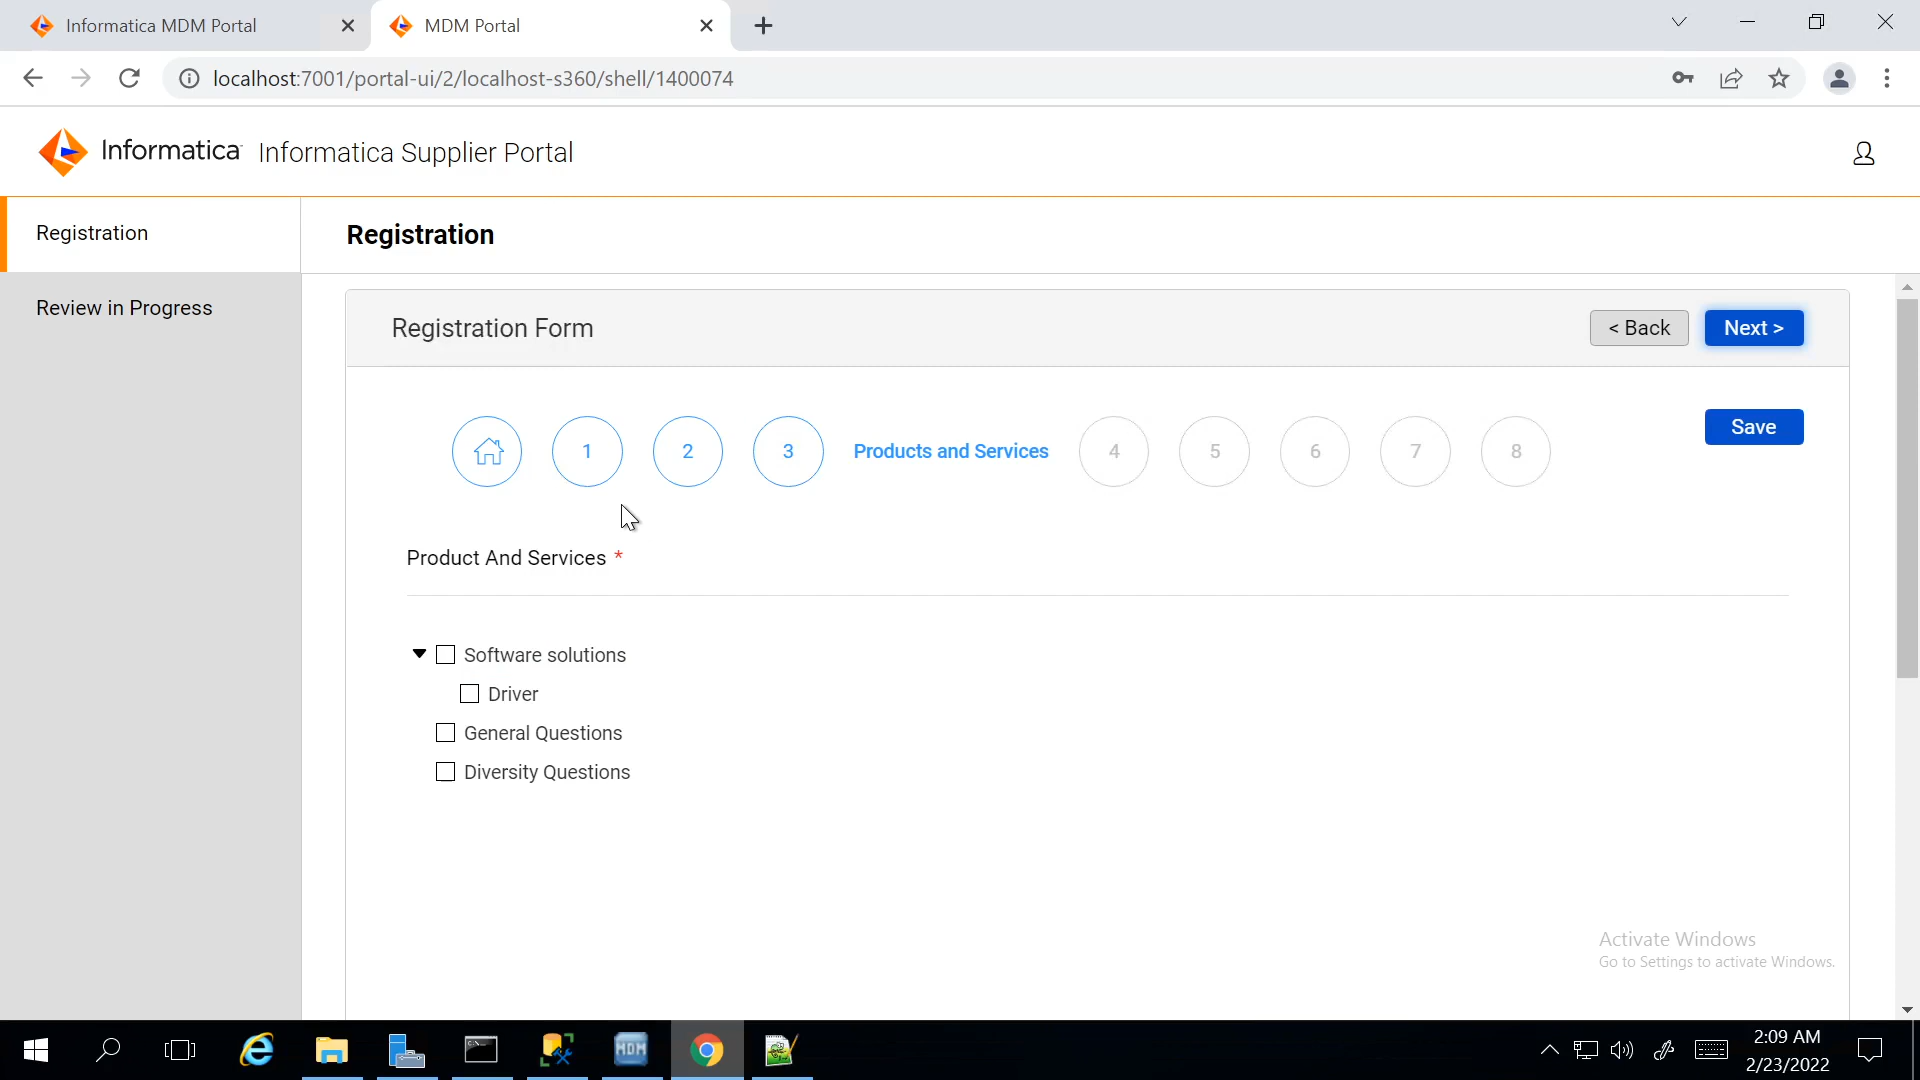 Informatica MDM Portal
MDM Portal
localhost:7001/portal-ui/2/localhost-s360/shell/1400074
Informatica Informatica Supplier Portal
Registration
Registration
Review in Progress
Registration Form
< Back
Next >
1
2
3
Products and Services
4
5
6
7
8
Save
Product And Services *
Software solutions
Driver
General Questions
Diversity Questions
Activate Windows
Go to Settings to activate Windows.
MDM
2:09 AM
2/23/2022